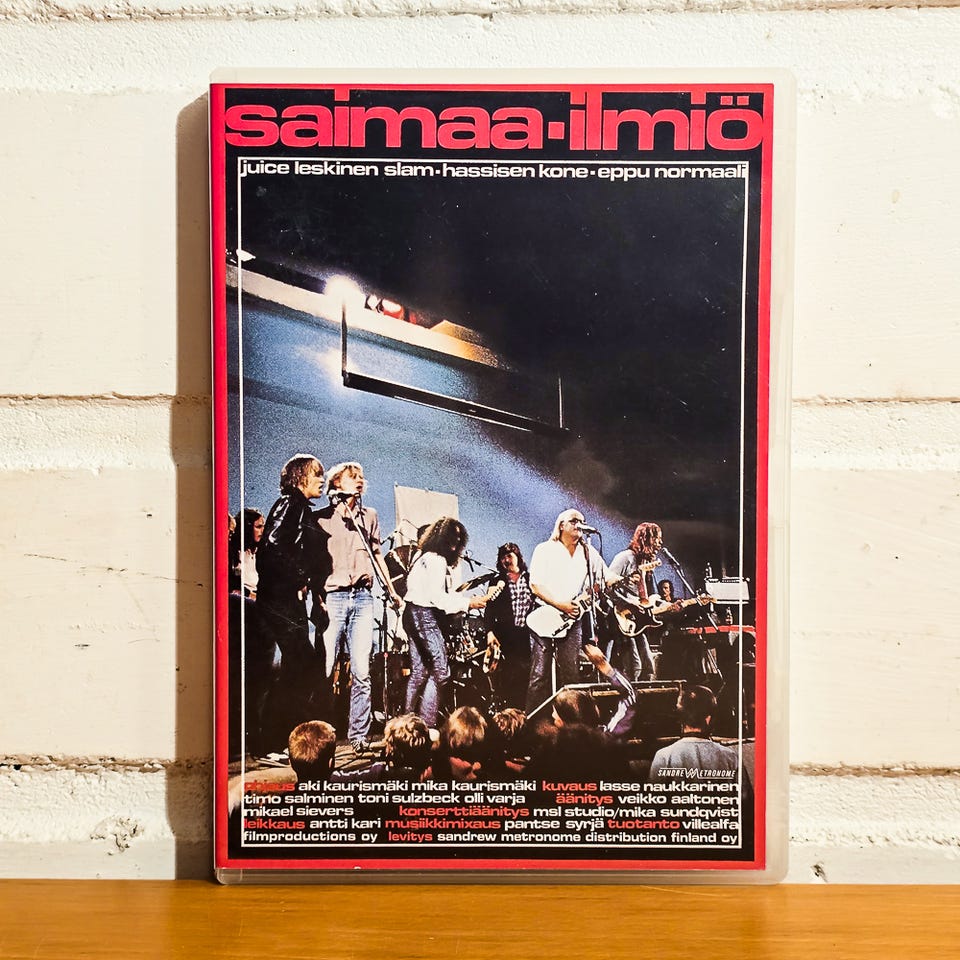 saimaa-ilmiö
juice leskinen slam·hassisen kone·eppu normaali
SANDREW METRONOME
ohjaus aki kaurismäki mika kaurismäki kuvaus lasse naukkarinen
timo salminen toni sulzbeck olli varja äänitys veikko aaltonen
mikael sievers konserttiäänitys msl studio/mika sundqvist
leikkaus antti kari musiikkimixaus pantse syrjä tuotanto villealfa
filmproductions oy levitys sandrew metronome distribution finland oy